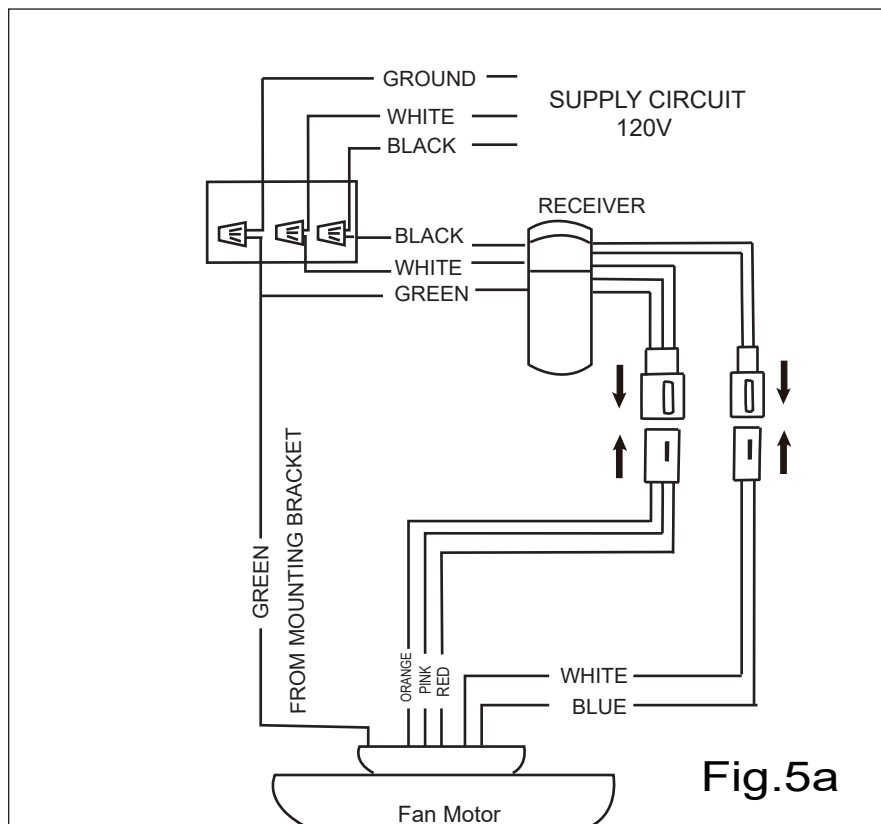 GROUND
WHITE
BLACK
SUPPLY CIRCUIT
120V
RECEIVER
BLACK
WHITE
GREEN
GREEN
FROM MOUNTING BRACKET
ORANGE
PINK
RED
WHITE
BLUE
Fig.5a
Fan Motor